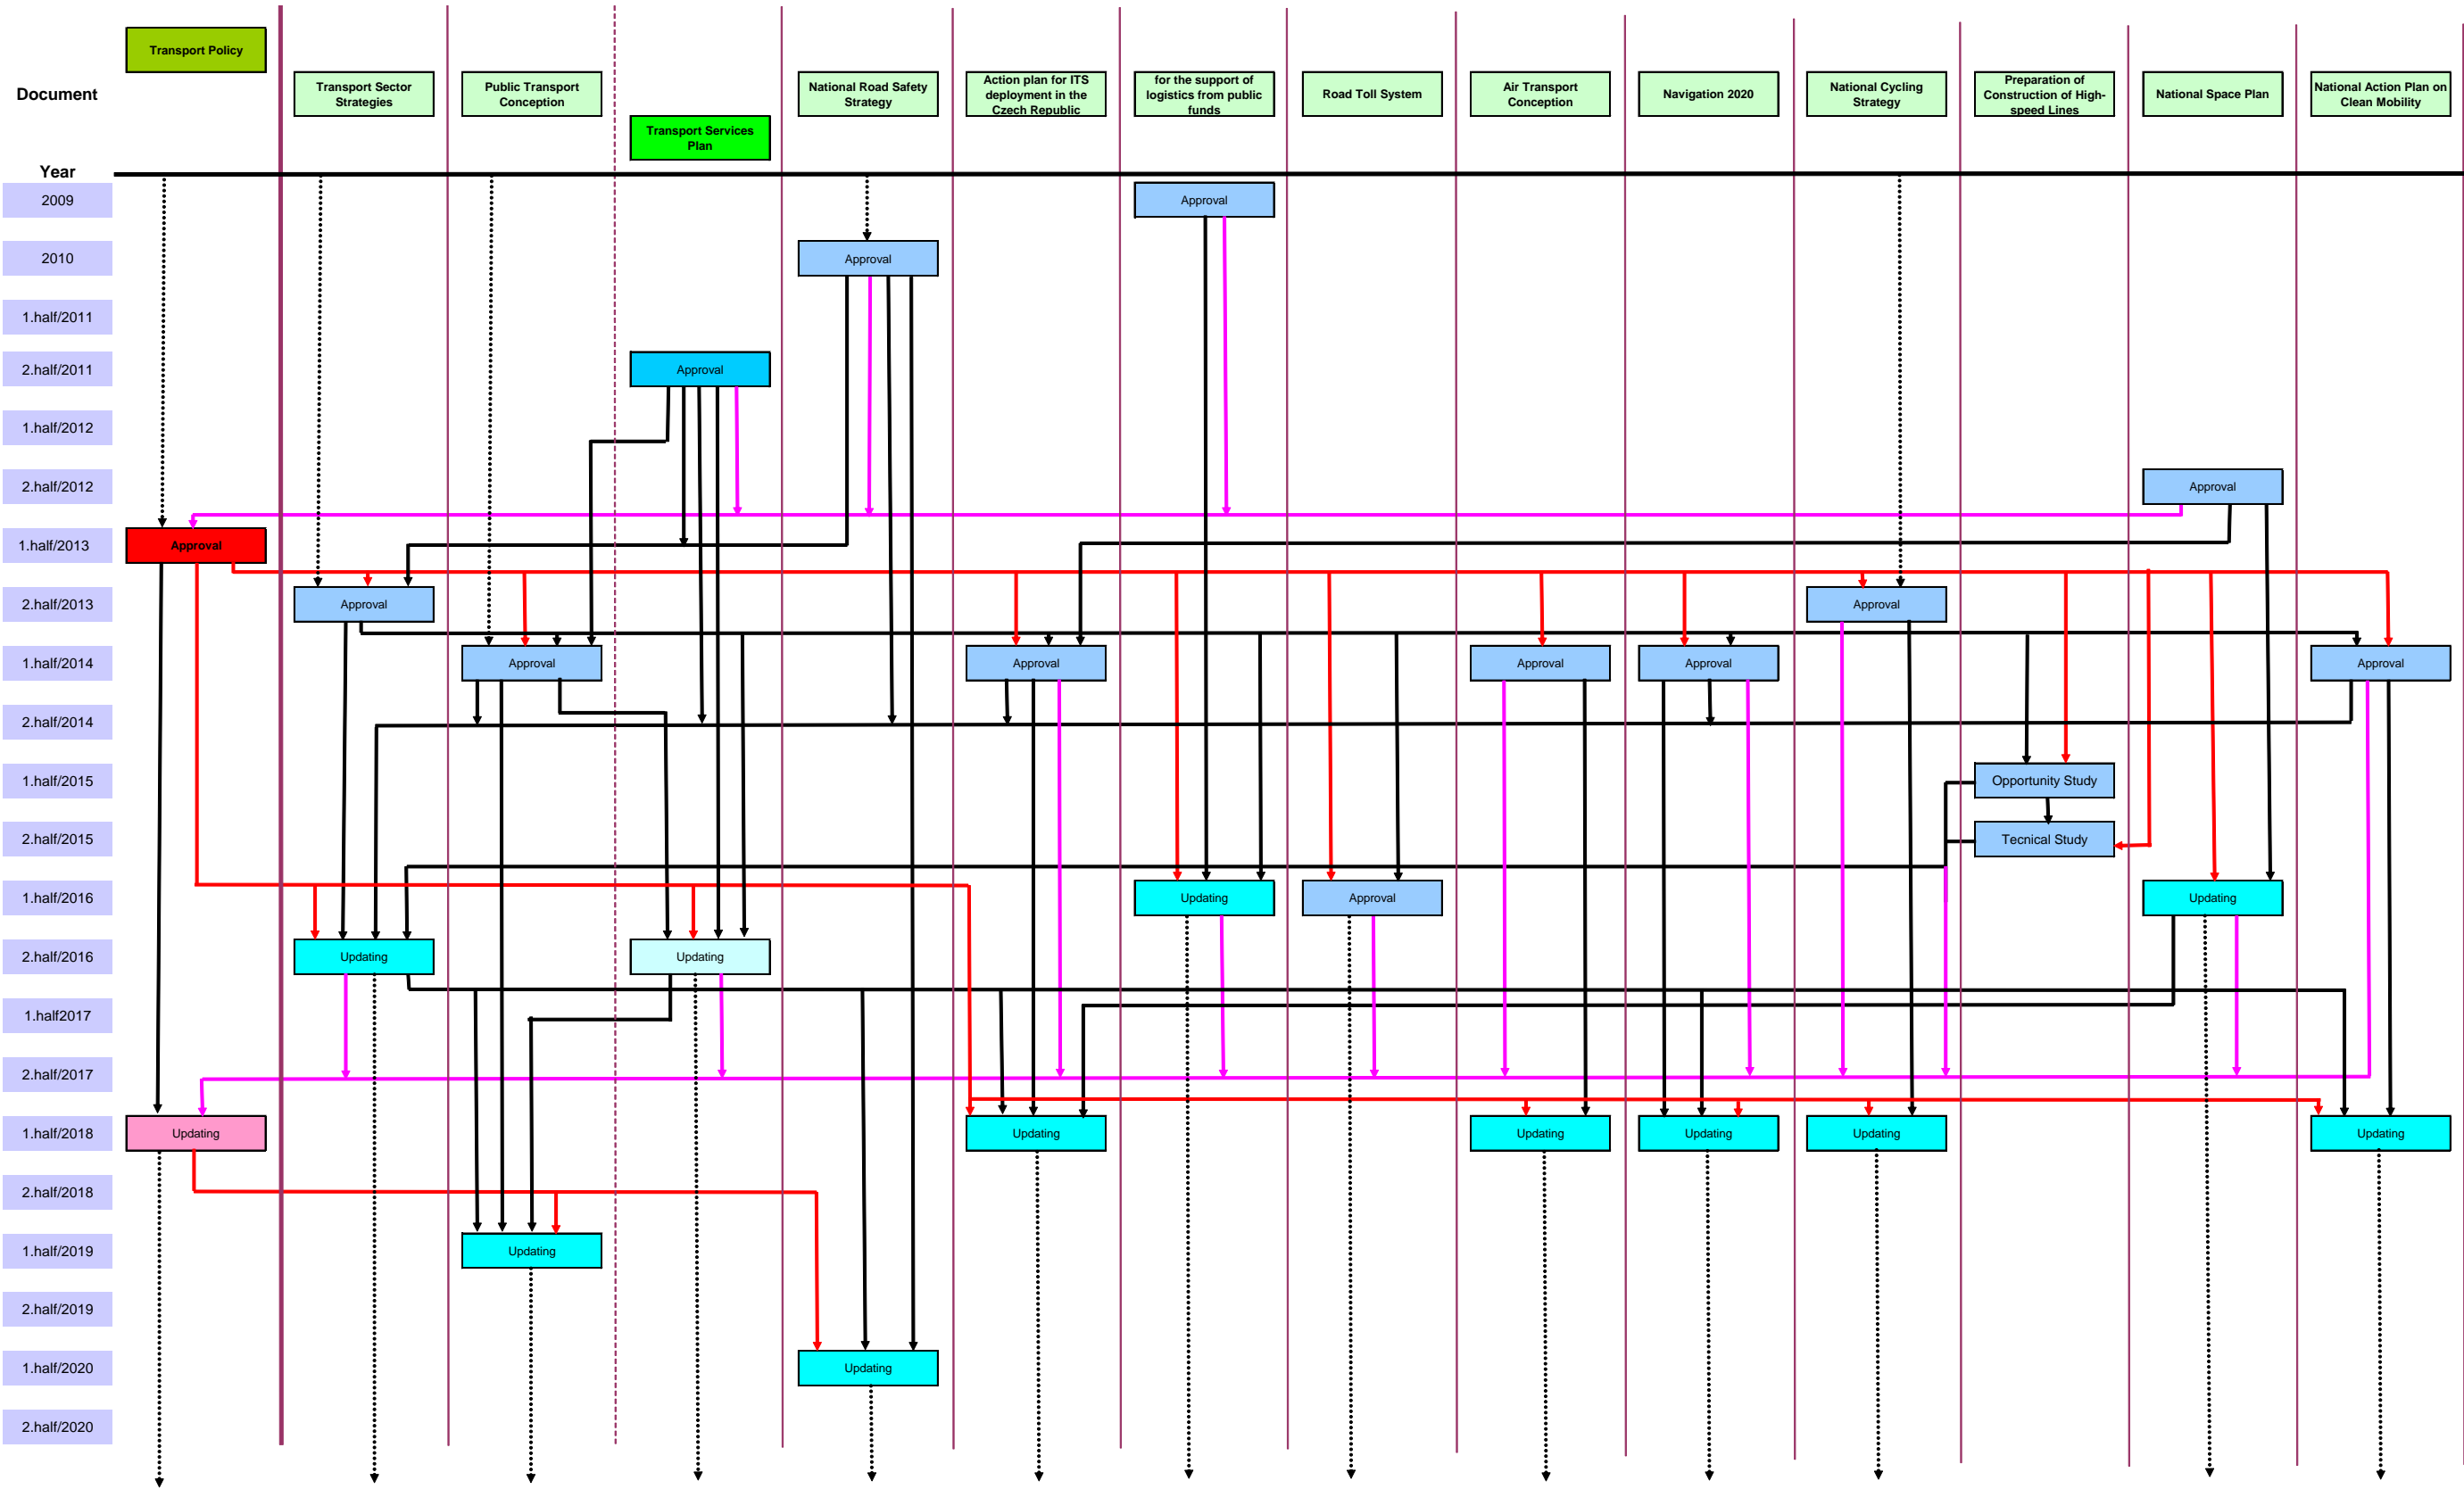 Transport Policy
Document
Transport Sector
Strategies
Public Transport
Conception
Transport Services
Plan
National Road Safety
Strategy
Action plan for ITS
deployment in the
Czech Republic
for the support of
logistics from public
funds
Road Toll System
Air Transport
Conception
Navigation 2020
National Cycling
Strategy
Preparation of
Construction of High-
speed Lines
National Space Plan
National Action Plan on
Clean Mobility
Year
2009
Approval
2010
Approval
1.half/2011
2.half/2011
Approval
1.half/2012
2.half/2012
Approval
1.half/2013
Approval
2.half/2013
Approval
Approval
1.half/2014
Approval
Approval
Approval
Approval
Approval
2.half/2014
1.half/2015
Opportunity Study
2.half/2015
Tecnical Study
1.half/2016
Updating
Approval
Updating
2.half/2016
Updating
Updating
1.half2017
2.half/2017
1.half/2018
Updating
Updating
Updating
Updating
Updating
Updating
2.half/2018
1.half/2019
Updating
2.half/2019
1.half/2020
Updating
2.half/2020